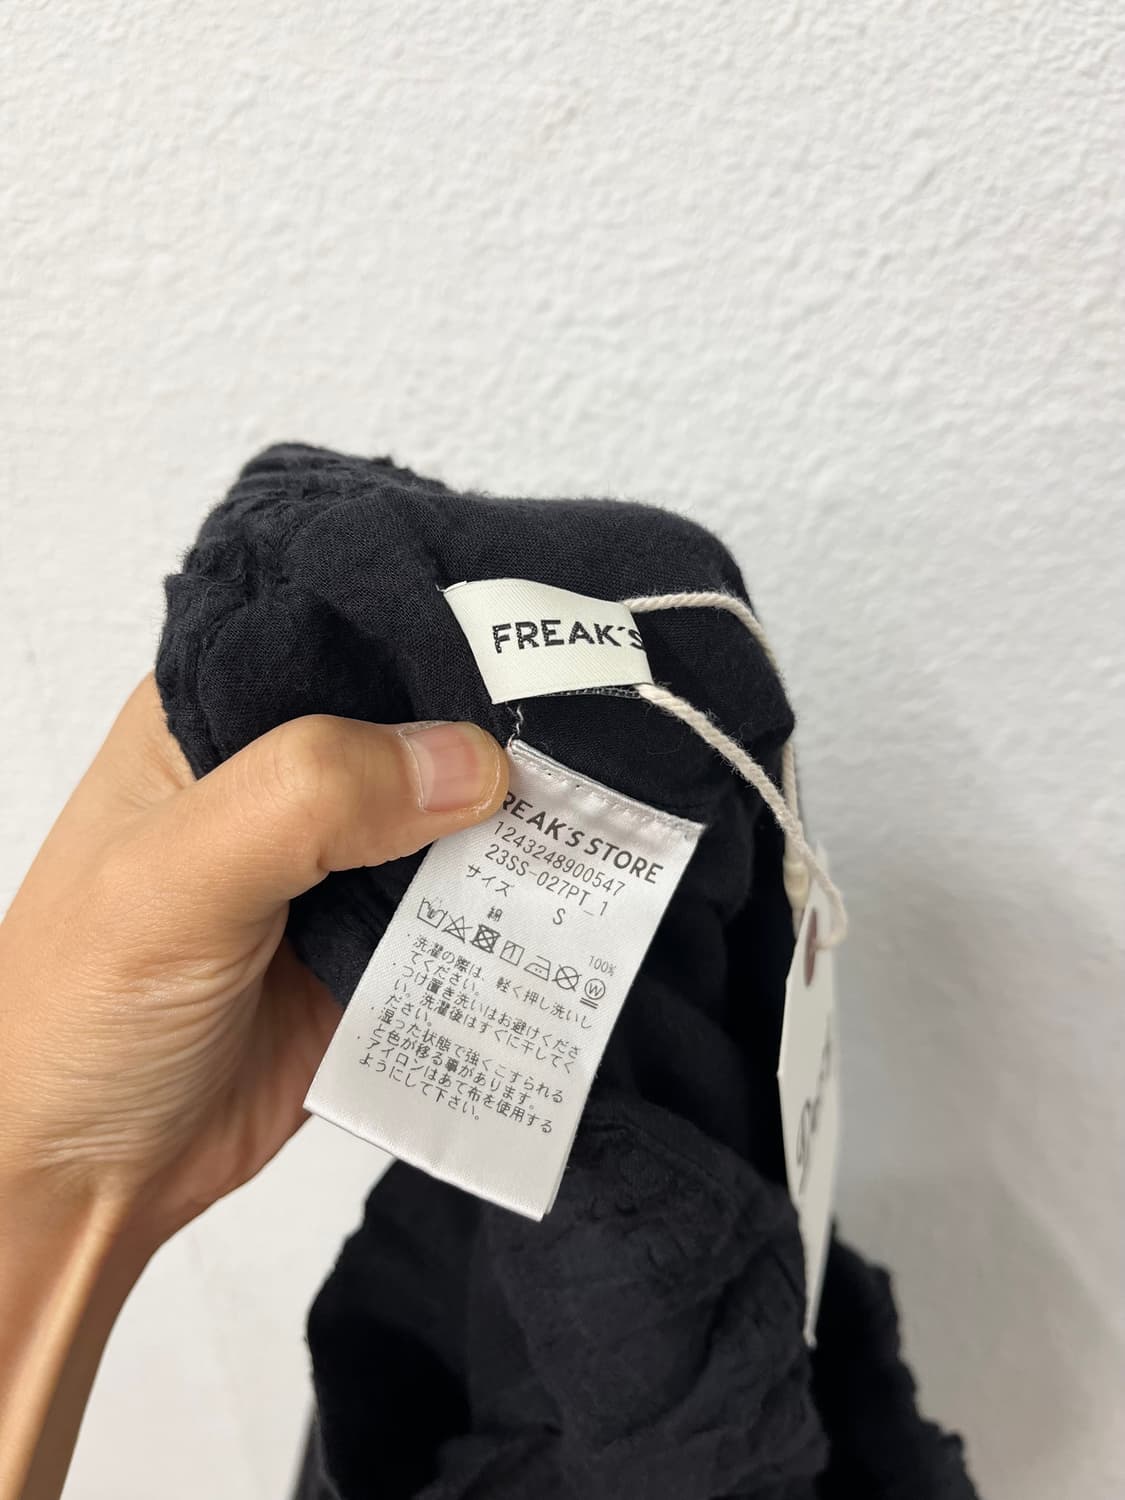 FREAK'S
FREAK'S STORE
1243248900547
23SS-027PT_1
サイズ S
綿 100%
・洗濯の際は、軽く押し洗いし
てください。
・つけ置き洗いはお避けくださ
い。洗濯後はすぐに干してく
ださい。
・湿った状態で強くこすられる
と色が移る事があります。
・アイロンはあて布を使用する
ようにして下さい。